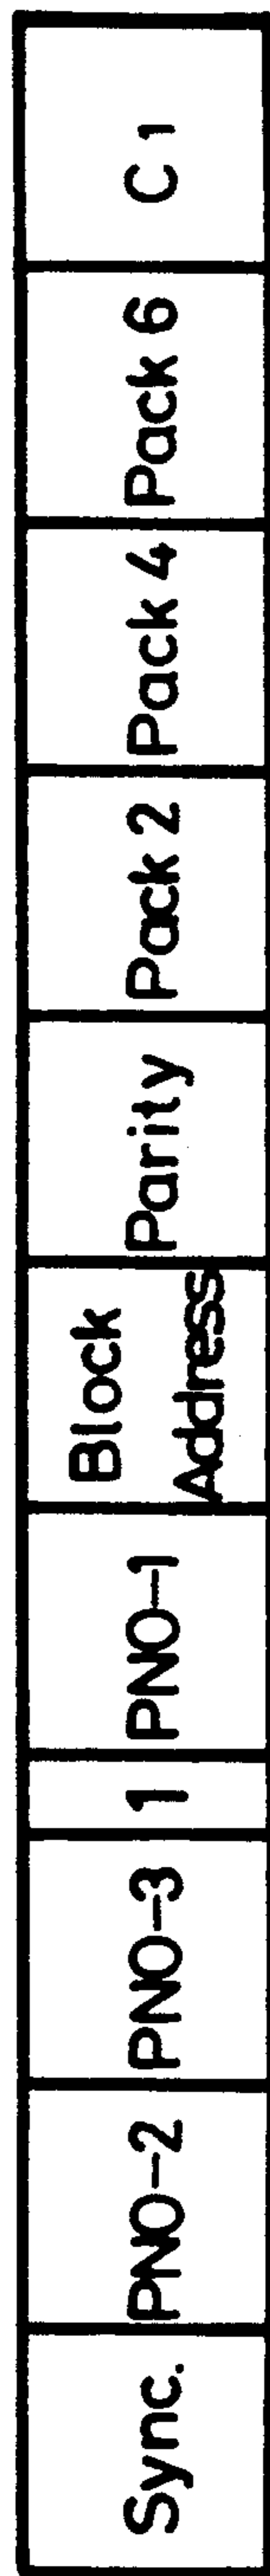 Sync.
PNO-2
PNO-3
1
PNO-1
Block
Address
Parity
Pack 2
Pack 4
Pack 6
C1